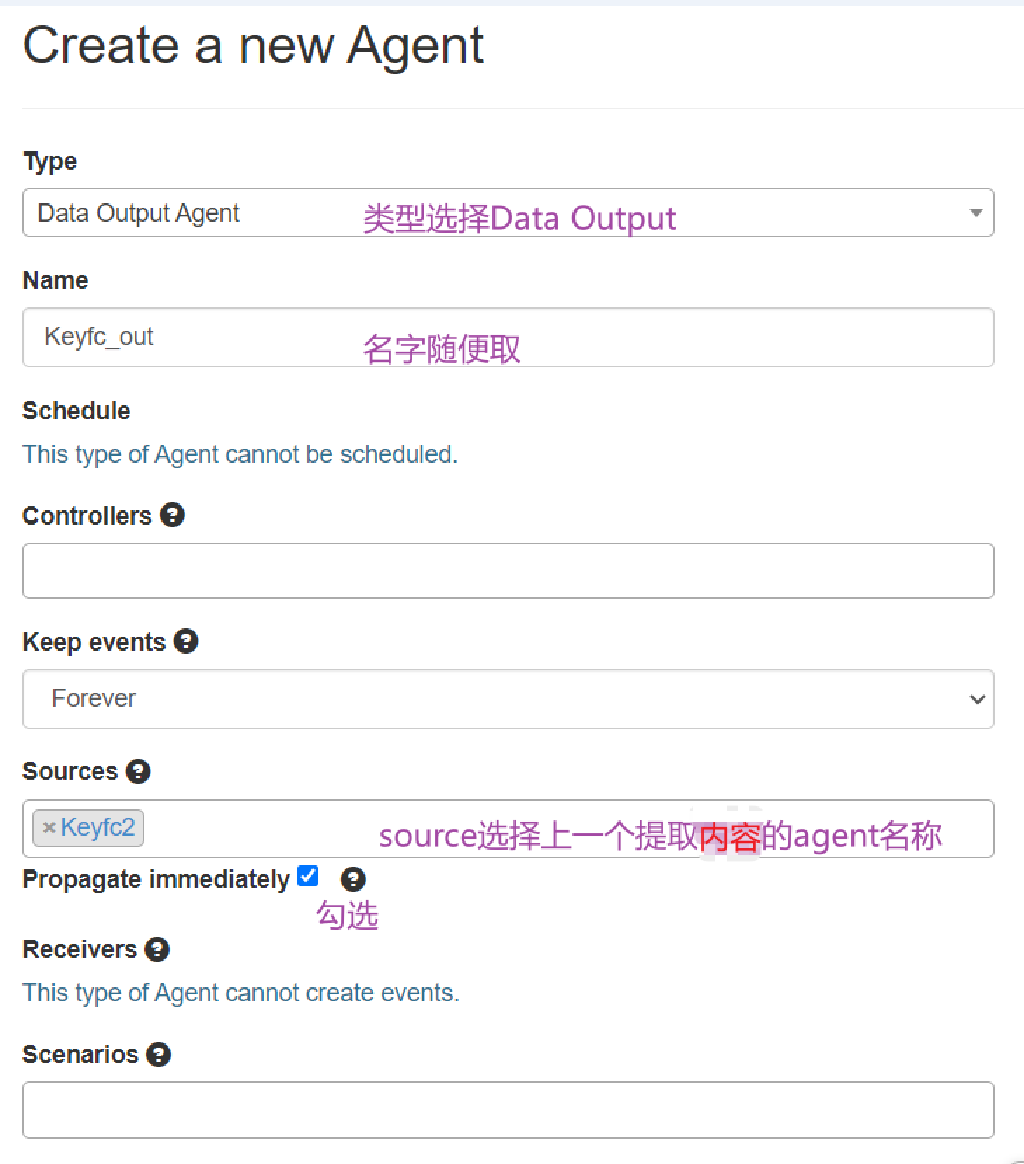 Create a new Agent
Type
Data Output Agent 类型选择Data Output
Name
Keyfc_out 名字随便取
Schedule
This type of Agent cannot be scheduled.
Controllers ?
Keep events ?
Forever
Sources ?
×Keyfc2 source选择上一个提取内容的agent名称
Propagate immediately ?
勾选
Receivers ?
This type of Agent cannot create events.
Scenarios ?